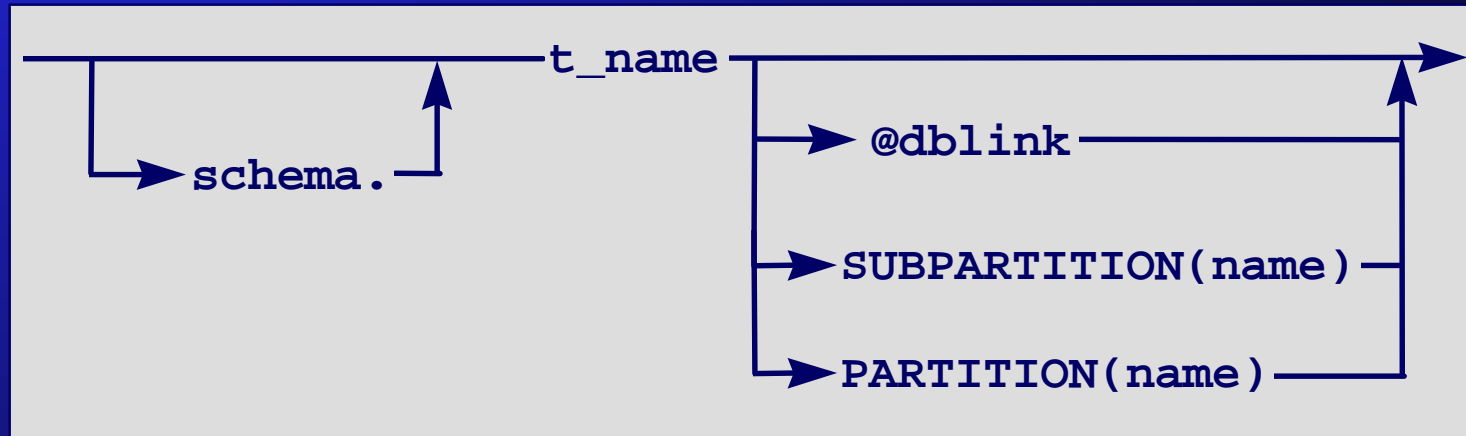 t_name
@dblink
schema.
SUBPARTITION(name)
PARTITION(name)